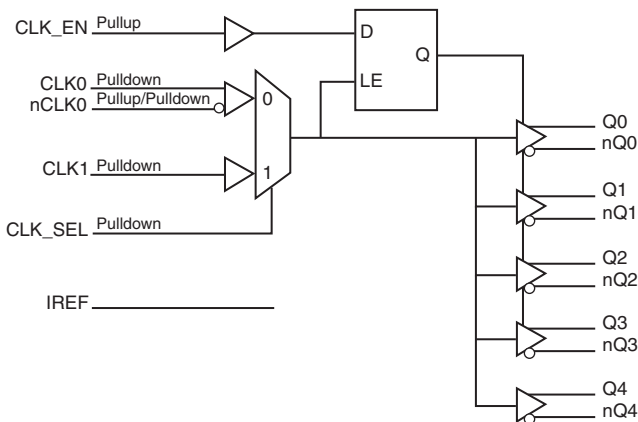 CLK_EN Pullup
D
Q
LE
CLK0 Pulldown
nCLK0 Pullup/Pulldown
0
CLK1 Pulldown
1
CLK_SEL Pulldown
IREF
Q0
nQ0
Q1
nQ1
Q2
nQ2
Q3
nQ3
Q4
nQ4